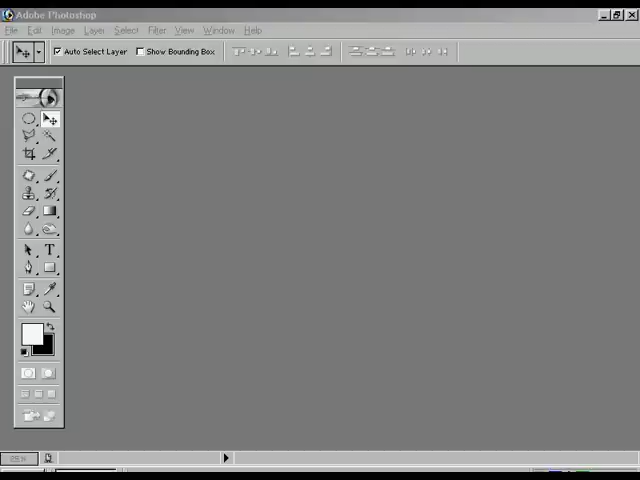 Adobe Photoshop
File Edit Image Layer Select Filter View Window Help
Auto Select Layer Show Bounding Box
T